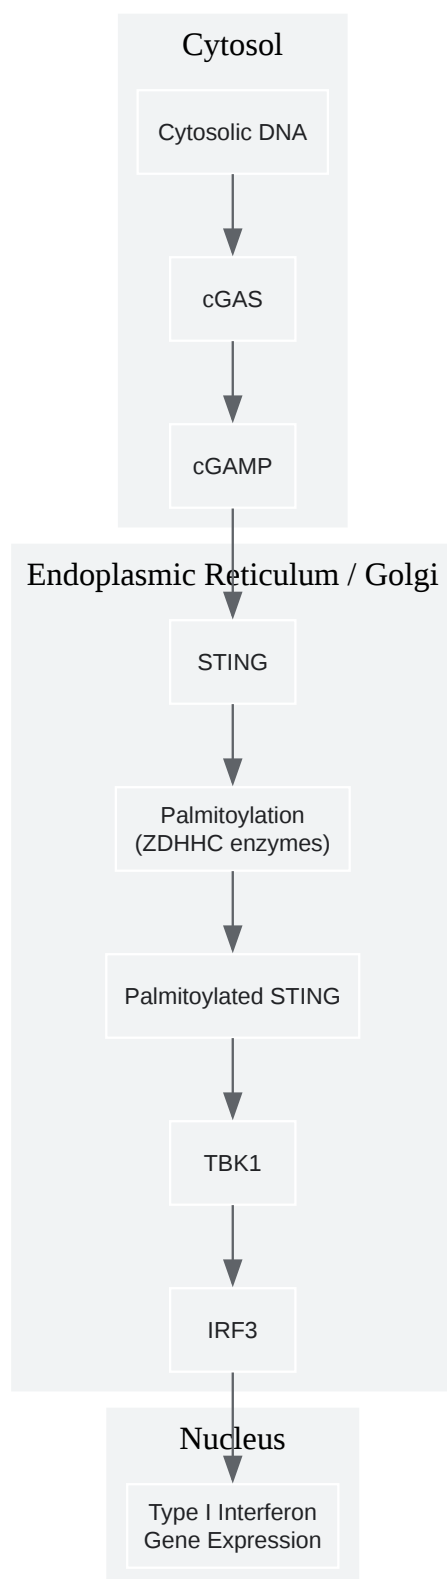 Cytosol
Cytosolic DNA
cGAS
cGAMP
Endoplasmic Reticulum / Golgi
STING
Palmitoylation
(ZDHHC enzymes)
Palmitoylated STING
TBK1
IRF3
Nucleus
Type I Interferon
Gene Expression